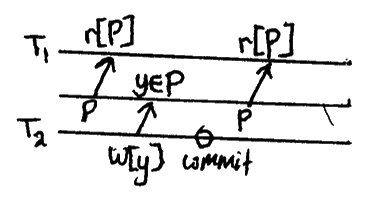 r[P] r[P]
T1
y∈P
P P
T2
w[y] commit